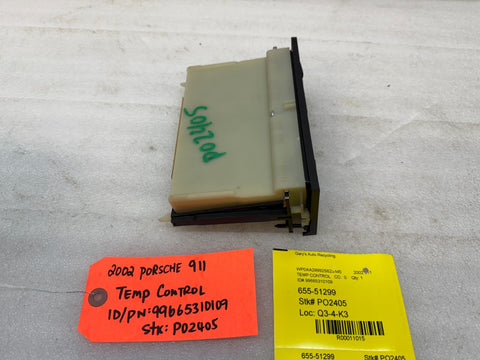 PO2405
2002 PORSCHE 911
TEMP CONTROL
ID/PN: 99665310109
STK: PO2405
Gary's Auto Recycling
TEMP CONTROL
655-51299
Stk# PO2405
Loc: Q3-4-K3
R00011015
655-51299
Stk# PO2405